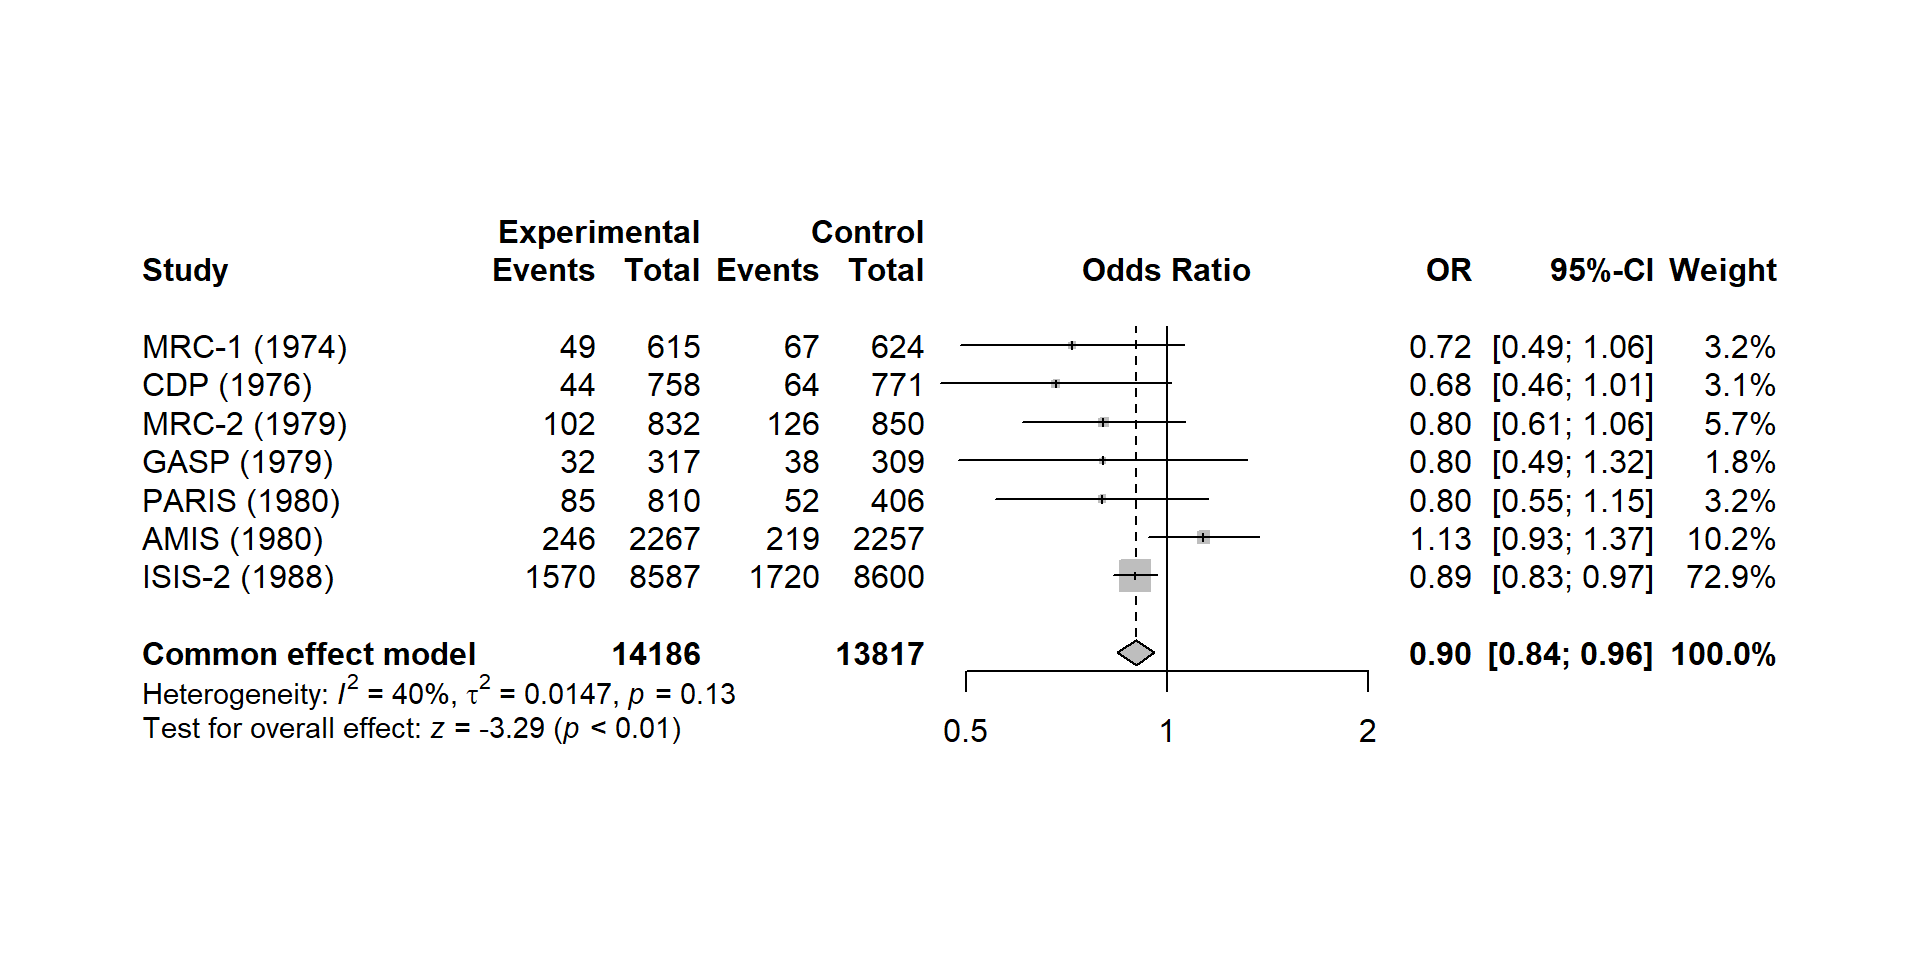 Experimental Control
Study Events Total Events Total Odds Ratio OR 95%-CI Weight
MRC-1 (1974) 49 615 67 624 0.72 [0.49; 1.06] 3.2%
CDP (1976) 44 758 64 771 0.68 [0.46; 1.01] 3.1%
MRC-2 (1979) 102 832 126 850 0.80 [0.61; 1.06] 5.7%
GASP (1979) 32 317 38 309 0.80 [0.49; 1.32] 1.8%
PARIS (1980) 85 810 52 406 0.80 [0.55; 1.15] 3.2%
AMIS (1980) 246 2267 219 2257 1.13 [0.93; 1.37] 10.2%
ISIS-2 (1988) 1570 8587 1720 8600 0.89 [0.83; 0.97] 72.9%
Common effect model 14186 13817 0.90 [0.84; 0.96] 100.0%
Heterogeneity: I² = 40%, τ² = 0.0147, p = 0.13
Test for overall effect: z = -3.29 (p < 0.01)
0.5 1 2